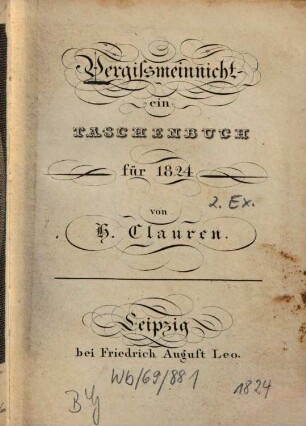 Vergiſsmeinnicht
ein
TASCHENBUCH
für 1824
2. Ex.
von
H. Clauren.
Leipzig
bei Friedrich Auguſt Leo.
Wb/69/881
1824